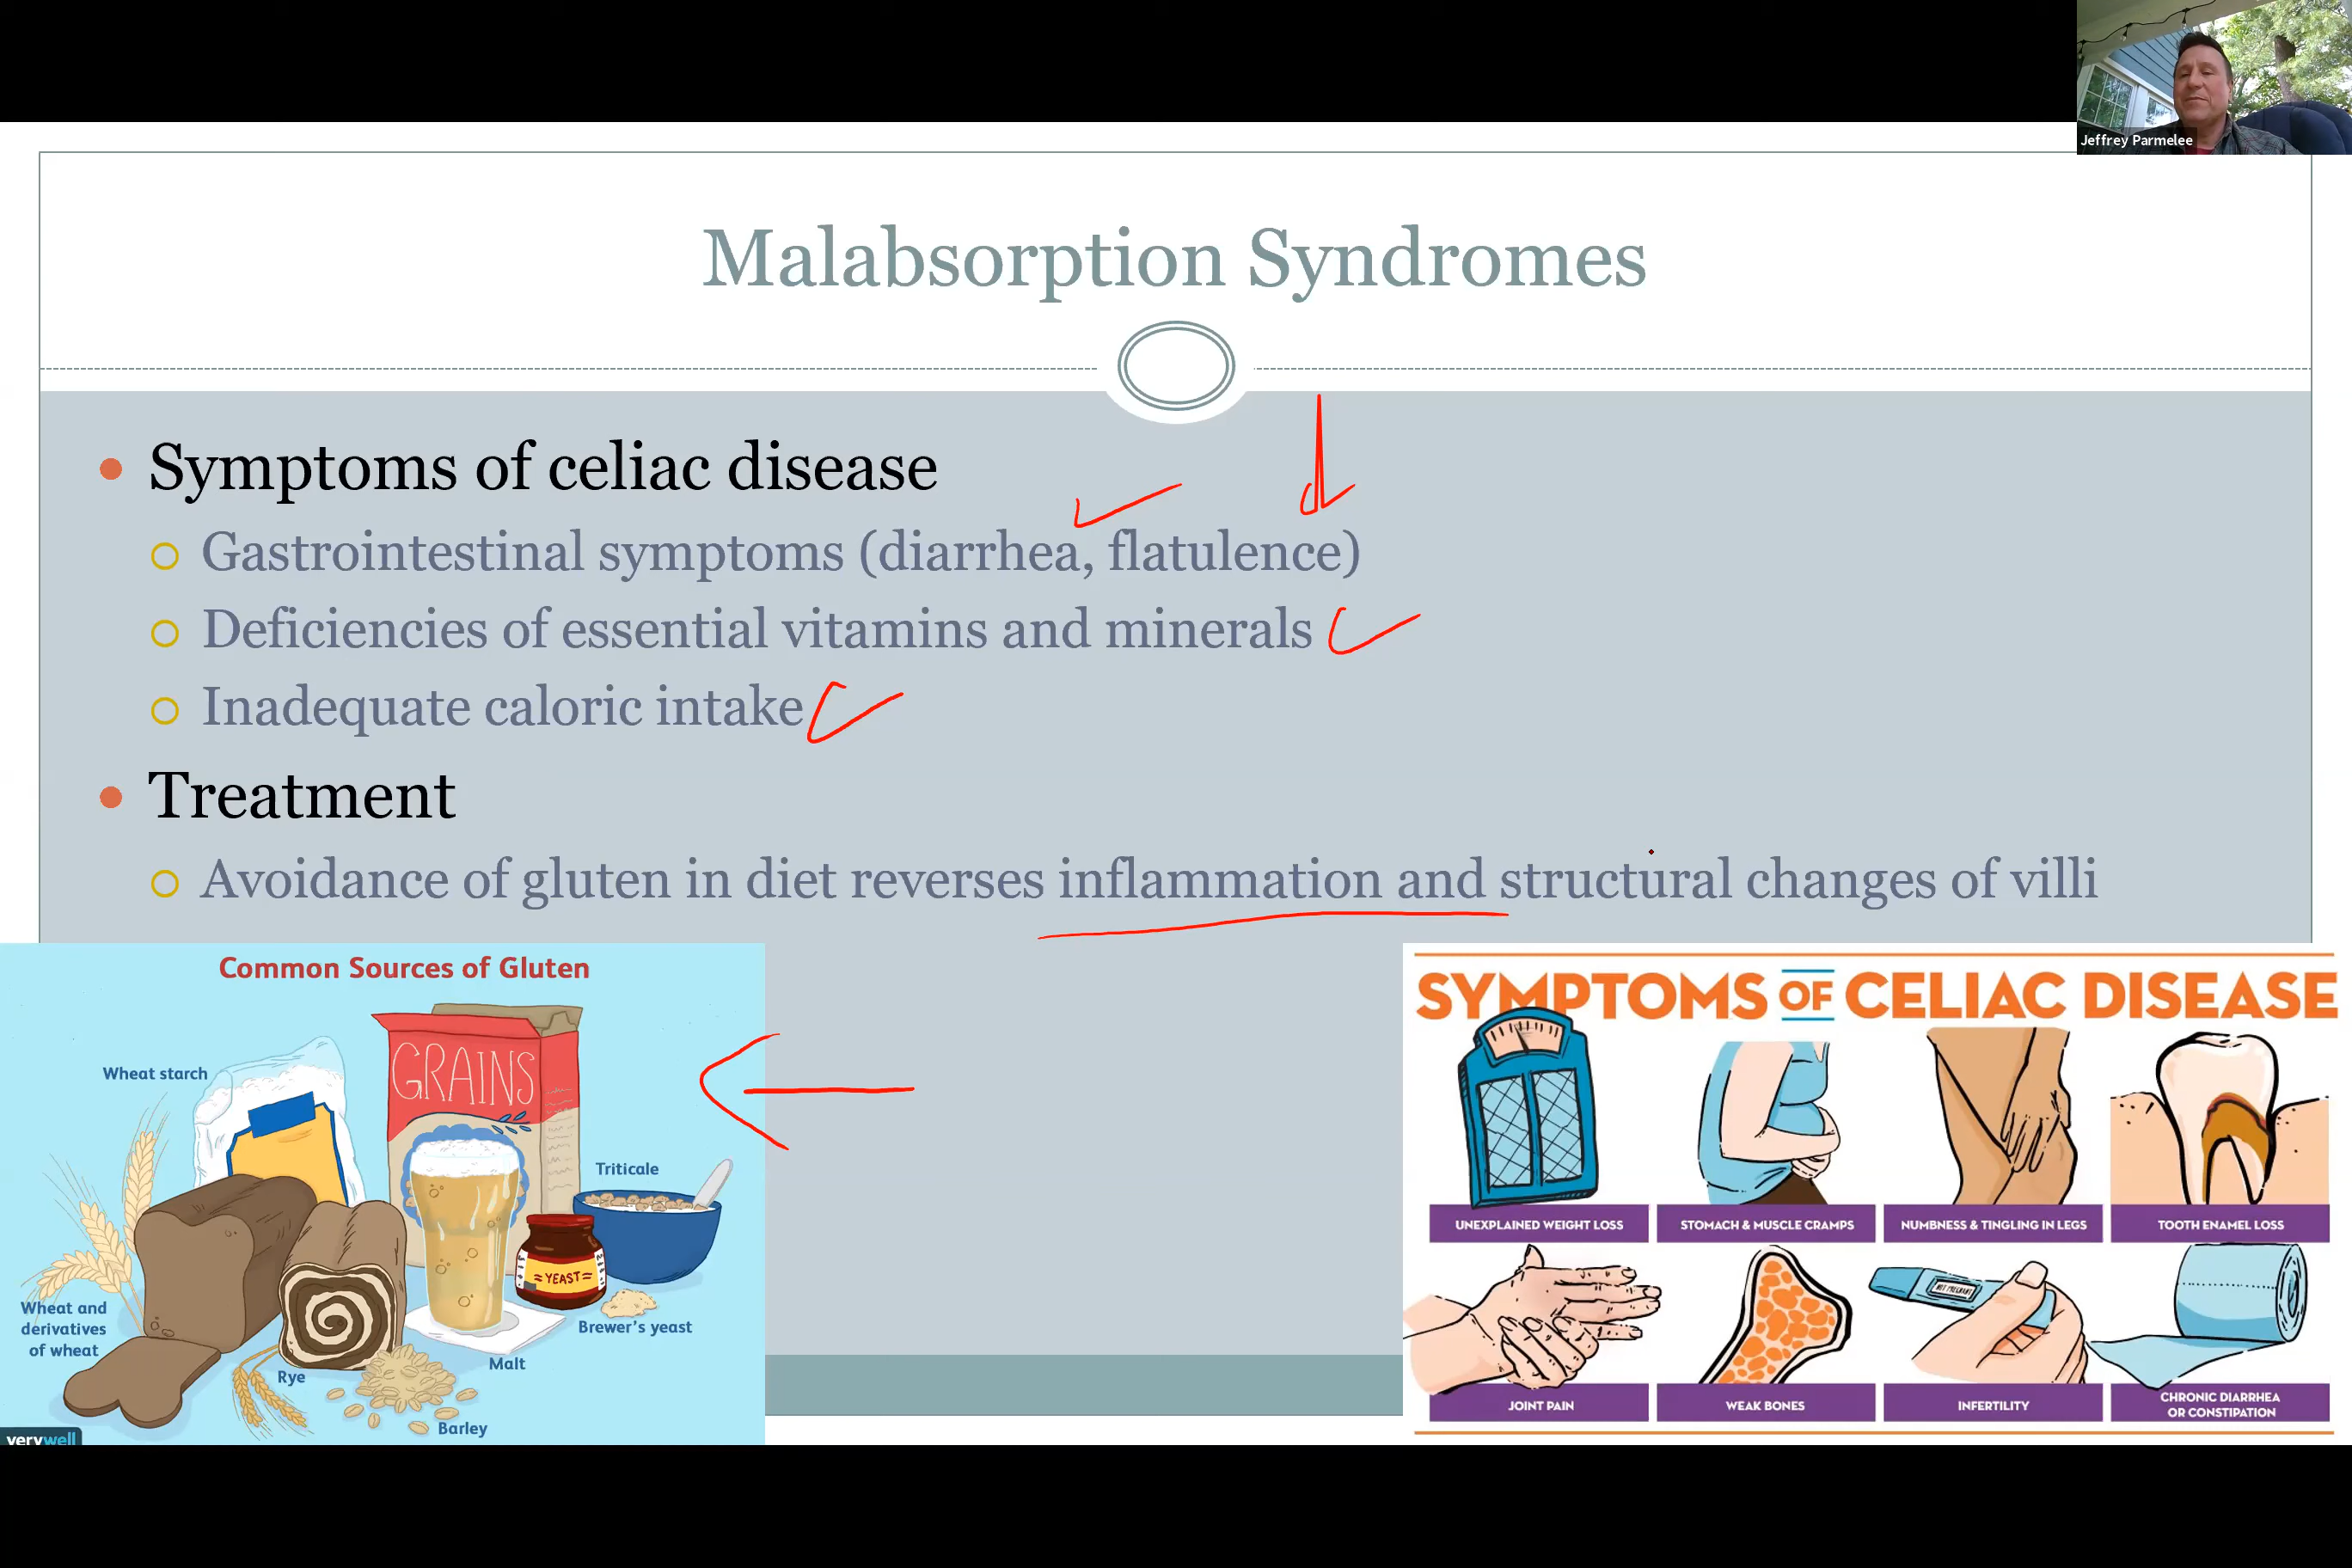 Jeffrey Parmelee
Malabsorption Syndromes
Symptoms of celiac disease
Gastrointestinal symptoms (diarrhea, flatulence)
Deficiencies of essential vitamins and minerals
Inadequate caloric intake
Treatment
Avoidance of gluten in diet reverses inflammation and structural changes of villi
Common Sources of Gluten
Wheat starch
GRAINS
Triticale
YEAST
Brewer's yeast
Wheat and
derivatives
of wheat
Malt
Rye
Barley
verywell
SYMPTOMS OF CELIAC DISEASE
UNEXPLAINED WEIGHT LOSS
STOMACH & MUSCLE CRAMPS
NUMBNESS & TINGLING IN LEGS
TOOTH ENAMEL LOSS
NOT PREGNANT
JOINT PAIN
WEAK BONES
INFERTILITY
CHRONIC DIARRHEA
OR CONSTIPATION